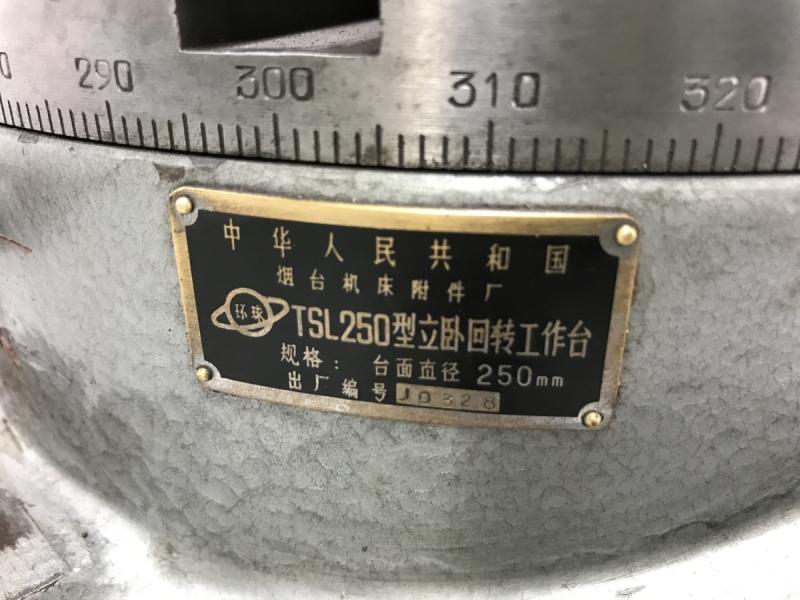 0 290 300 310 320
中华人民共和国
烟台机床附件厂
环球 TSL250型立卧回转工作台
规格：台面直径 250mm
出厂编号 J0328